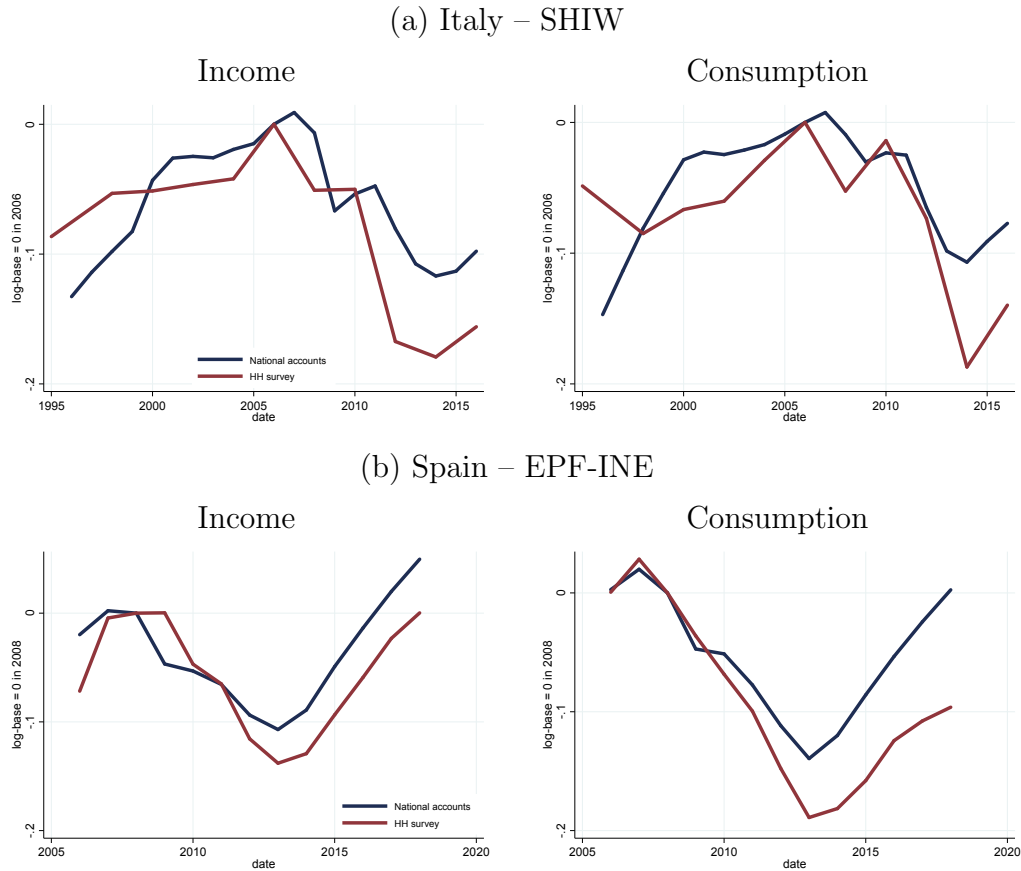 (a) Italy – SHIW
Income
Consumption
log-base = 0 in 2006
0
-.1
-.2
National accounts
HH survey
1995
2000
2005
2010
2015
date
log-base = 0 in 2006
0
-.1
-.2
1995
2000
2005
2010
2015
date
(b) Spain – EPF-INE
Income
Consumption
log-base = 0 in 2008
0
-.1
-.2
National accounts
HH survey
2005
2010
2015
2020
date
log-base = 0 in 2008
0
-.1
-.2
2005
2010
2015
2020
date